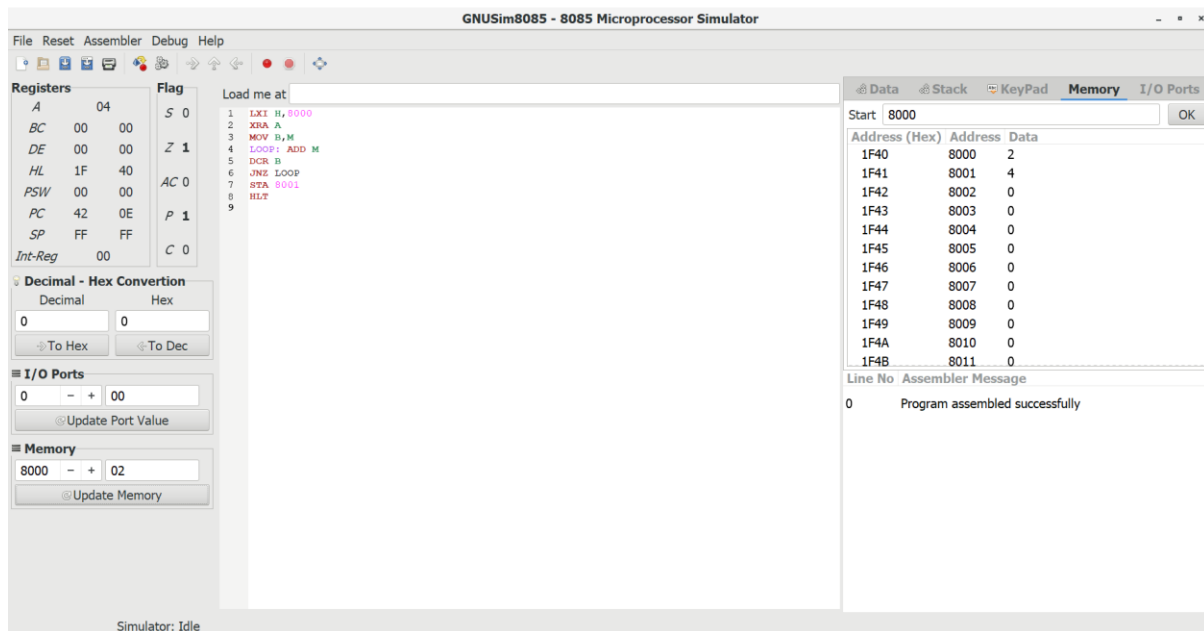 GNUSim8085 - 8085 Microprocessor Simulator
File Reset Assembler Debug Help
Registers
A 04
BC 00 00
DE 00 00
HL 1F 40
PSW 00 00
PC 42 0E
SP FF FF
Int-Reg 00
Flag
S 0
Z 1
AC 0
P 1
C 0
Decimal - Hex Convertion
Decimal Hex
0 0
To Hex To Dec
I/O Ports
0 - + 00
Update Port Value
Memory
8000 - + 02
Update Memory
Load me at
1 LXI H,8000
2 XRA A
3 MOV B,M
4 LOOP: ADD M
5 DCR B
6 JNZ LOOP
7 STA 8001
8 HLT
9
Data Stack KeyPad Memory I/O Ports
Start 8000 OK
Address (Hex) Address Data
1F40 8000 2
1F41 8001 4
1F42 8002 0
1F43 8003 0
1F44 8004 0
1F45 8005 0
1F46 8006 0
1F47 8007 0
1F48 8008 0
1F49 8009 0
1F4A 8010 0
1F4B 8011 0
Line No Assembler Message
0 Program assembled successfully
Simulator: Idle